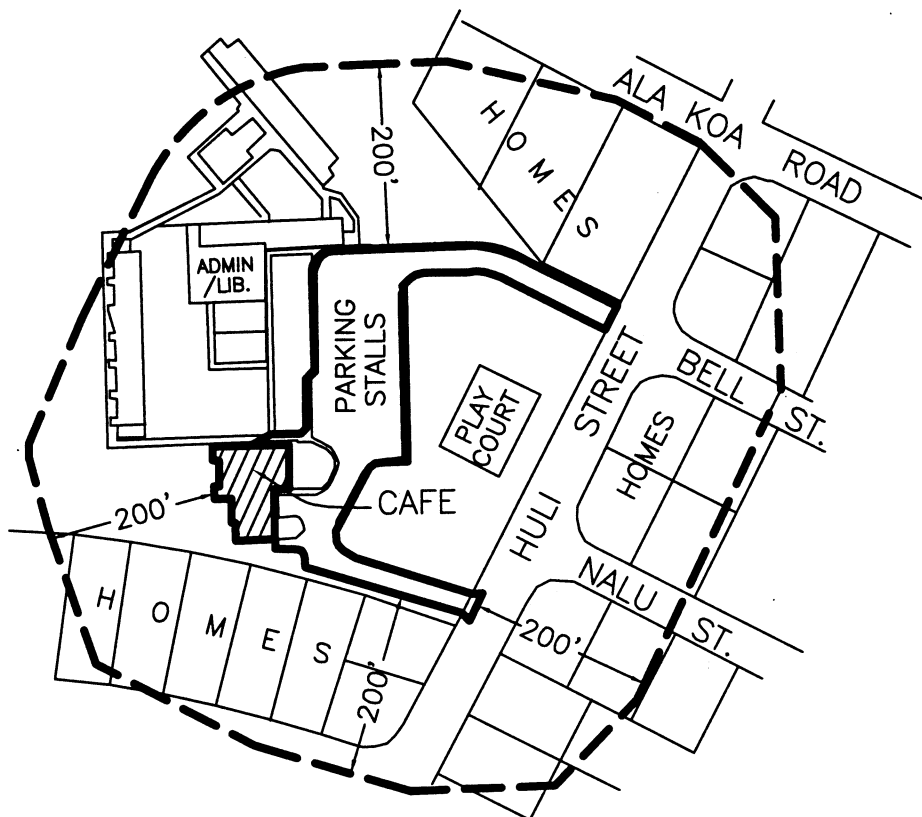 ALA KOA ROAD
HOMES
200'
ADMIN
/LIB.
PARKING
STALLS
HULI STREET
BELL ST.
PLAY
COURT
HOMES
CAFE
200'
NALU ST.
HOMES
200'
200'